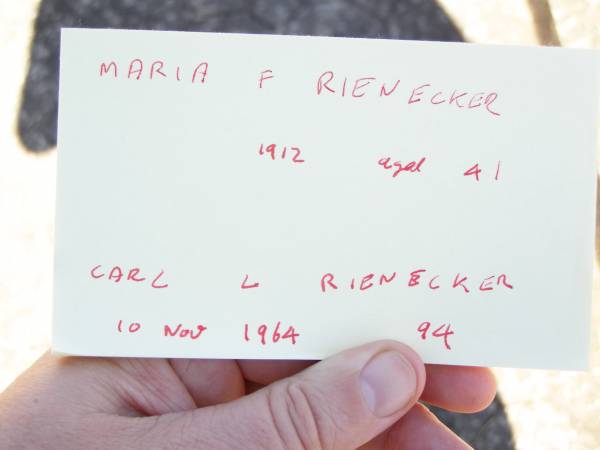 MARIA F RIENECKER
1912 aged 41
CARL L RIENECKER
10 Nov 1964 94